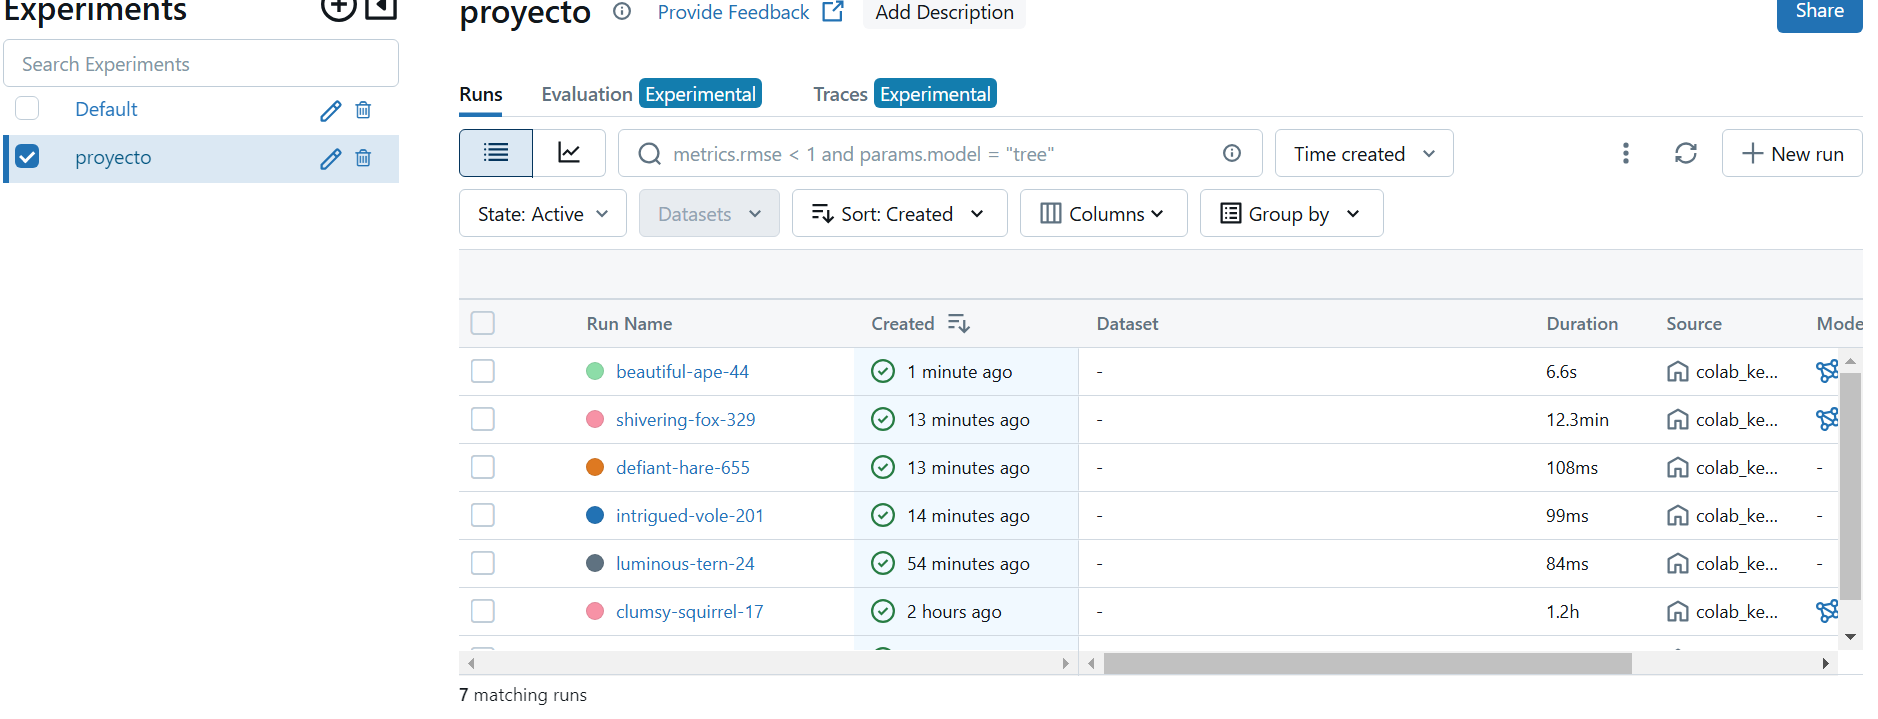 Experiments
Search Experiments
Default
proyecto
proyecto Provide Feedback Add Description Share
Runs Evaluation Experimental Traces Experimental
metrics.rmse < 1 and params.model = "tree" Time created New run
State: Active Datasets Sort: Created Columns Group by
Run Name Created Dataset Duration Source Mode
beautiful-ape-44 1 minute ago - 6.6s colab_ke...
shivering-fox-329 13 minutes ago - 12.3min colab_ke...
defiant-hare-655 13 minutes ago - 108ms colab_ke... -
intrigued-vole-201 14 minutes ago - 99ms colab_ke... -
luminous-tern-24 54 minutes ago - 84ms colab_ke... -
clumsy-squirrel-17 2 hours ago - 1.2h colab_ke...
7 matching runs